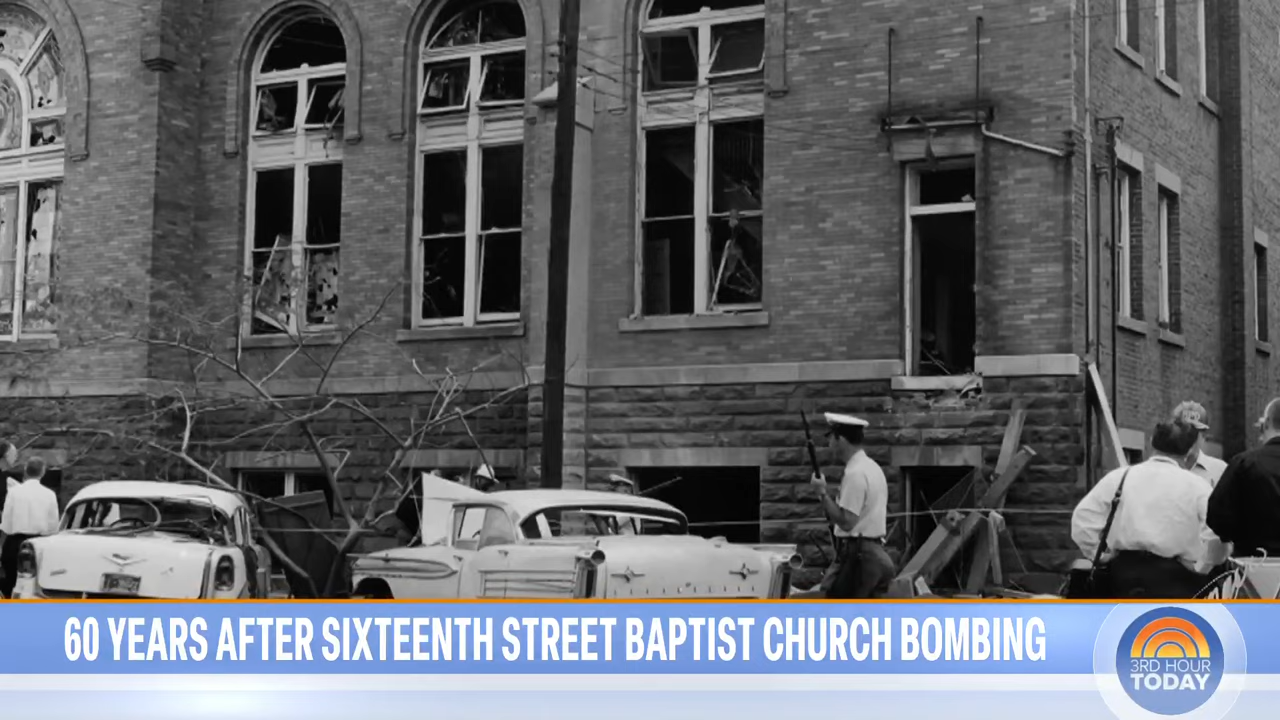 60 YEARS AFTER SIXTEENTH STREET BAPTIST CHURCH BOMBING
3RD HOUR
TODAY